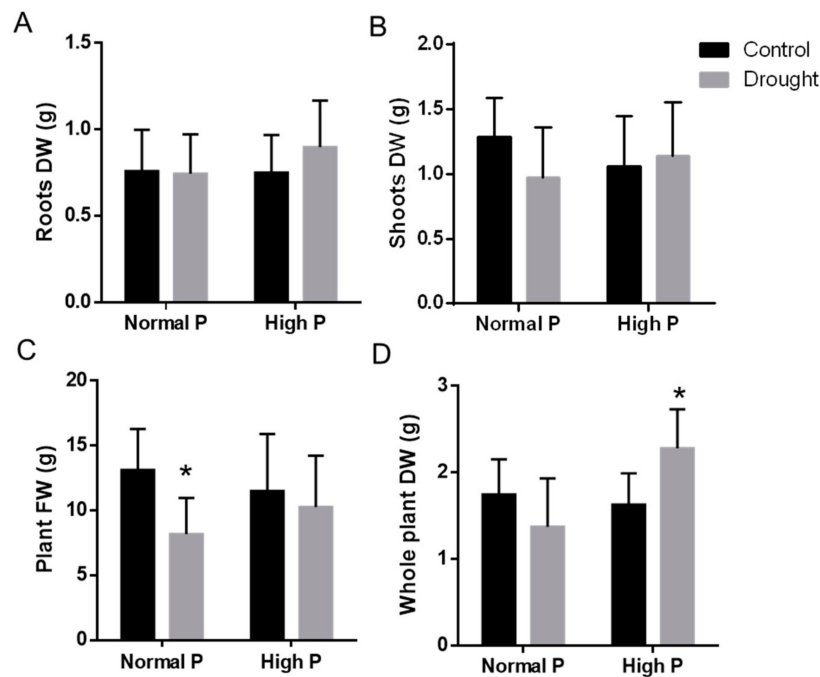 A
Roots DW (g)
1.5
1.0
0.5
0.0
Normal P
High P
B
Shoots DW (g)
2.0
1.5
1.0
0.5
0.0
Normal P
High P
Control
Drought
C
Plant FW (g)
20
15
10
5
0
*
Normal P
High P
D
Whole plant DW (g)
3
2
1
0
*
Normal P
High P